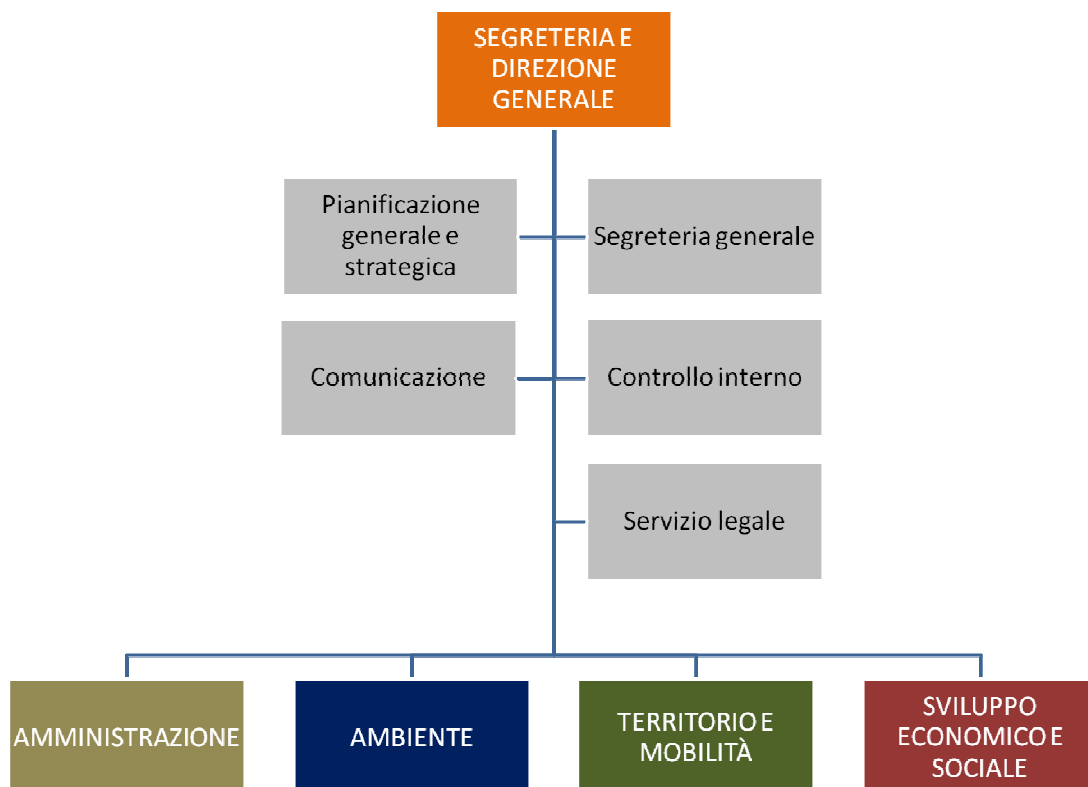 SEGRETERIA E
DIREZIONE
GENERALE
Pianificazione
generale e
strategica
Segreteria generale
Comunicazione
Controllo interno
Servizio legale
AMMINISTRAZIONE
AMBIENTE
TERRITORIO E
MOBILITÀ
SVILUPPO
ECONOMICO E
SOCIALE